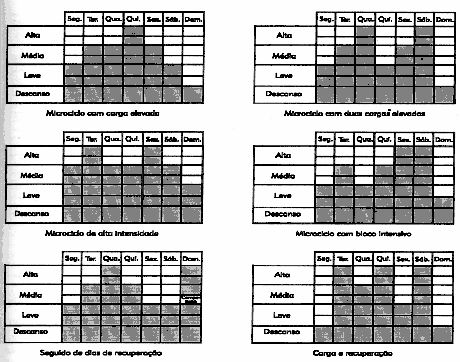 Seg. Ter. Qua. Qui. Sex. Sáb. Dom.
Alta
Média
Leve
Descanso
Microciclo com carga elevada
Seg. Ter. Qua. Qui. Sex. Sáb. Dom.
Alta
Média
Leve
Descanso
Microciclo com duas cargas elevadas
Seg. Ter. Qua. Qui. Sex. Sáb. Dom.
Alta
Média
Leve
Descanso
Microciclo de alta intensidade
Seg. Ter. Qua. Qui. Sex. Sáb. Dom.
Alta
Média
Leve
Descanso
Microciclo com bloco intensivo
Seg. Ter. Qua. Qui. Sex. Sáb. Dom.
Alta
Média
Leve
Descanso
Seguido de dias de recuperação
Seg. Ter. Qua. Qui. Sex. Sáb. Dom.
Alta
Média
Leve
Descanso
Carga e recuperação